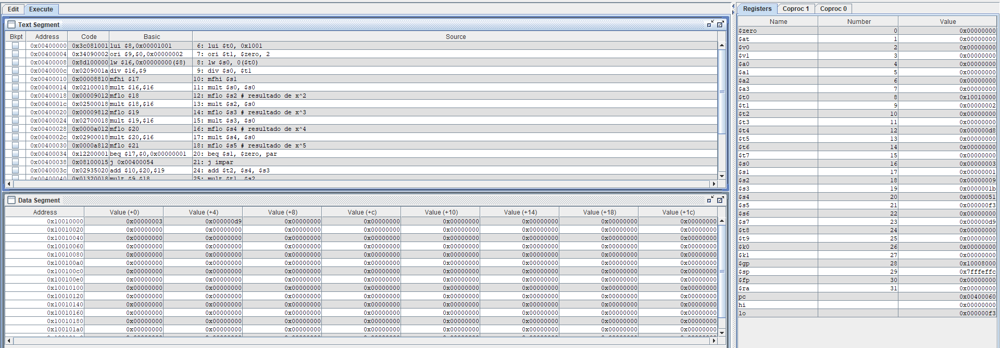 Edit Execute
Text Segment
Bkpt Address Code Basic Source
0x00400000 0x3c081001 lui $8,0x00001001 6: lui $t0, 0x1001
0x00400004 0x34090002 ori $9,$0,0x00000002 7: ori $t1, $zero, 2
0x00400008 0x8d100000 lw $16,0x00000000($8) 8: lw $s0, 0($t0)
0x0040000c 0x0209001a div $16,$9 9: div $s0, $t1
0x00400010 0x00008810 mfhi $17 10: mfhi $s1
0x00400014 0x02100018 mult $16,$16 11: mult $s0, $s0
0x00400018 0x00009012 mflo $18 12: mflo $s2 # resultado de x^2
0x0040001c 0x02500018 mult $18,$16 13: mult $s2, $s0
0x00400020 0x00009812 mflo $19 14: mflo $s3 # resultado de x^3
0x00400024 0x02700018 mult $19,$16 15: mult $s3, $s0
0x00400028 0x0000a012 mflo $20 16: mflo $s4 # resultado de x^4
0x0040002c 0x02900018 mult $20,$16 17: mult $s4, $s0
0x00400030 0x0000a812 mflo $21 18: mflo $s5 # resultado de x^5
0x00400034 0x12200001 beq $17,$0,0x00000001 20: beq $s1, $zero, par
0x00400038 0x08100015 j 0x00400054 21: j impar
0x0040003c 0x02935020 add $10,$20,$19 24: add $t2, $s4, $s3
0x00400040 0x01320018 mult $9,$18 25: mult $t1, $s2
Data Segment
Address Value (+0) Value (+4) Value (+8) Value (+c) Value (+10) Value (+14) Value (+18) Value (+1c)
0x10010000 0x00000003 0x000000d9 0x00000000 0x00000000 0x00000000 0x00000000 0x00000000 0x00000000
0x10010020 0x00000000 0x00000000 0x00000000 0x00000000 0x00000000 0x00000000 0x00000000 0x00000000
0x10010040 0x00000000 0x00000000 0x00000000 0x00000000 0x00000000 0x00000000 0x00000000 0x00000000
0x10010060 0x00000000 0x00000000 0x00000000 0x00000000 0x00000000 0x00000000 0x00000000 0x00000000
0x10010080 0x00000000 0x00000000 0x00000000 0x00000000 0x00000000 0x00000000 0x00000000 0x00000000
0x100100a0 0x00000000 0x00000000 0x00000000 0x00000000 0x00000000 0x00000000 0x00000000 0x00000000
0x100100c0 0x00000000 0x00000000 0x00000000 0x00000000 0x00000000 0x00000000 0x00000000 0x00000000
0x100100e0 0x00000000 0x00000000 0x00000000 0x00000000 0x00000000 0x00000000 0x00000000 0x00000000
0x10010100 0x00000000 0x00000000 0x00000000 0x00000000 0x00000000 0x00000000 0x00000000 0x00000000
0x10010120 0x00000000 0x00000000 0x00000000 0x00000000 0x00000000 0x00000000 0x00000000 0x00000000
0x10010140 0x00000000 0x00000000 0x00000000 0x00000000 0x00000000 0x00000000 0x00000000 0x00000000
0x10010160 0x00000000 0x00000000 0x00000000 0x00000000 0x00000000 0x00000000 0x00000000 0x00000000
0x10010180 0x00000000 0x00000000 0x00000000 0x00000000 0x00000000 0x00000000 0x00000000 0x00000000
0x100101a0 0x00000000 0x00000000 0x00000000 0x00000000 0x00000000 0x00000000 0x00000000 0x00000000
Registers Coproc 1 Coproc 0
Name Number Value
$zero 0 0x00000000
$at 1 0x00000000
$v0 2 0x00000000
$v1 3 0x00000000
$a0 4 0x00000000
$a1 5 0x00000000
$a2 6 0x00000000
$a3 7 0x00000000
$t0 8 0x10010000
$t1 9 0x00000002
$t2 10 0x00000000
$t3 11 0x00000000
$t4 12 0x000000d8
$t5 13 0x00000000
$t6 14 0x00000000
$t7 15 0x00000000
$s0 16 0x00000003
$s1 17 0x00000001
$s2 18 0x00000009
$s3 19 0x0000001b
$s4 20 0x00000051
$s5 21 0x000000f3
$s6 22 0x00000000
$s7 23 0x000000d9
$t8 24 0x00000000
$t9 25 0x00000000
$k0 26 0x00000000
$k1 27 0x00000000
$gp 28 0x10008000
$sp 29 0x7fffeffc
$fp 30 0x00000000
$ra 31 0x00000000
pc 0x00400060
hi 0x00000000
lo 0x000000f3